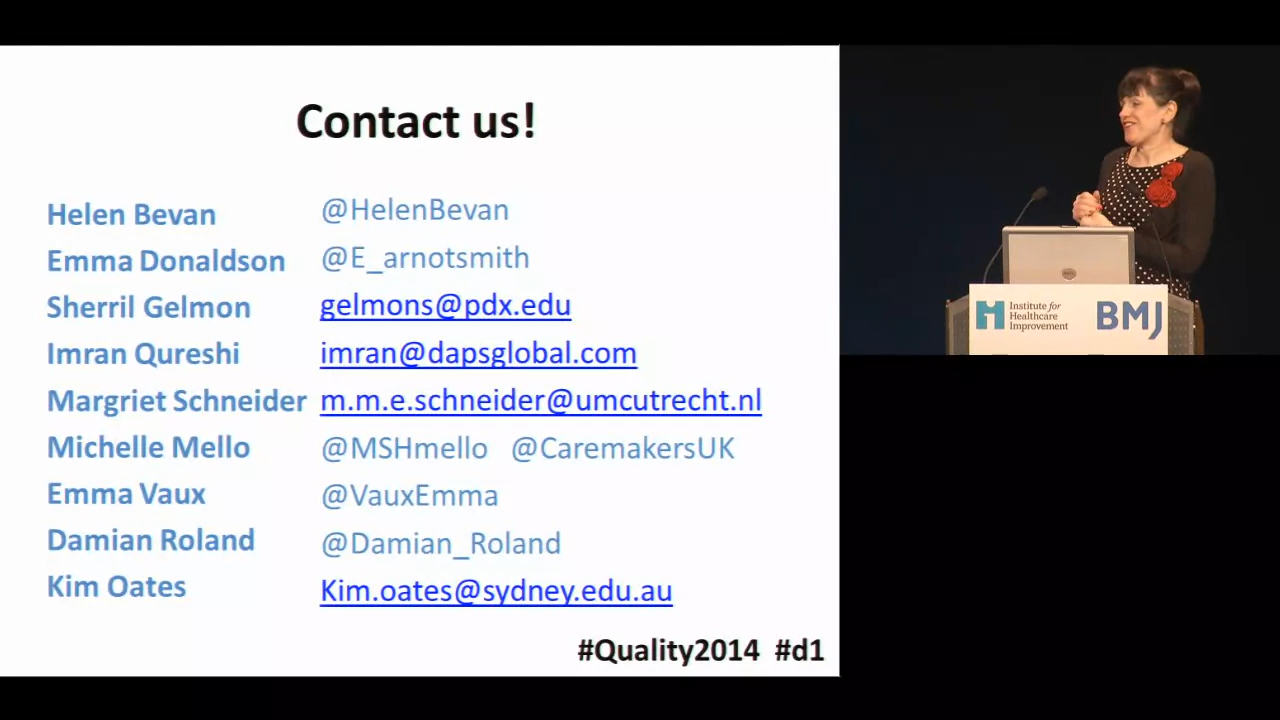 Contact us!
Helen Bevan @HelenBevan
Emma Donaldson @E_arnotsmith
Sherril Gelmon gelmons@pdx.edu
Imran Qureshi imran@dapsglobal.com
Margriet Schneider m.m.e.schneider@umcutrecht.nl
Michelle Mello @MSHmello @CaremakersUK
Emma Vaux @VauxEmma
Damian Roland @Damian_Roland
Kim Oates Kim.oates@sydney.edu.au
#Quality2014 #d1
Institute for
Healthcare
Improvement
BMJ